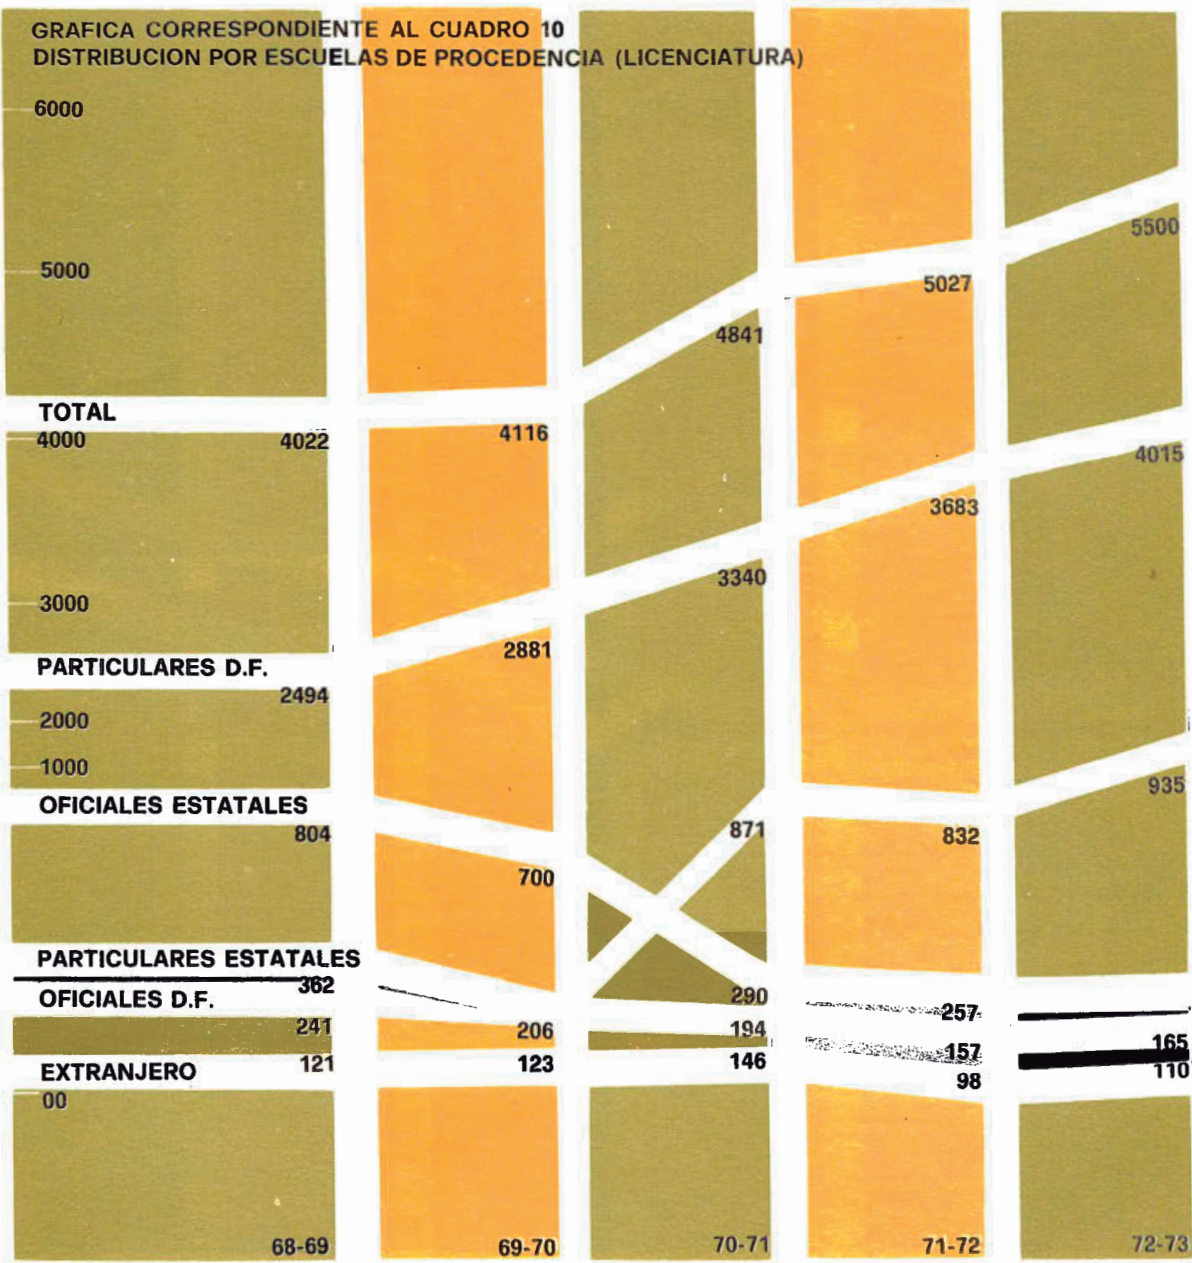 GRAFICA CORRESPONDIENTE AL CUADRO 10
DISTRIBUCION POR ESCUELAS DE PROCEDENCIA (LICENCIATURA)
6000
5000
TOTAL
4000 4022 4116 4841 5027 5500
3000
PARTICULARES D.F.
2494 2881 3340 3683 4015
2000
1000
OFICIALES ESTATALES
804 700 871 832 935
PARTICULARES ESTATALES
362 290 257
OFICIALES D.F.
241 206 194 157 165
121 123 146 98 110
EXTRANJERO
00
68-69 69-70 70-71 71-72 72-73